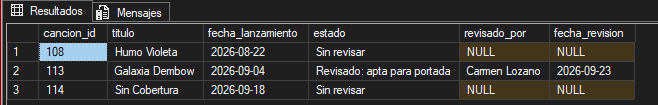 Resultados Mensajes
cancion_id titulo fecha_lanzamiento estado revisado_por fecha_revision
1 108 Humo Violeta 2026-08-22 Sin revisar NULL NULL
2 113 Galaxia Dembow 2026-09-04 Revisado: apta para portada Carmen Lozano 2026-09-23
3 114 Sin Cobertura 2026-09-18 Sin revisar NULL NULL